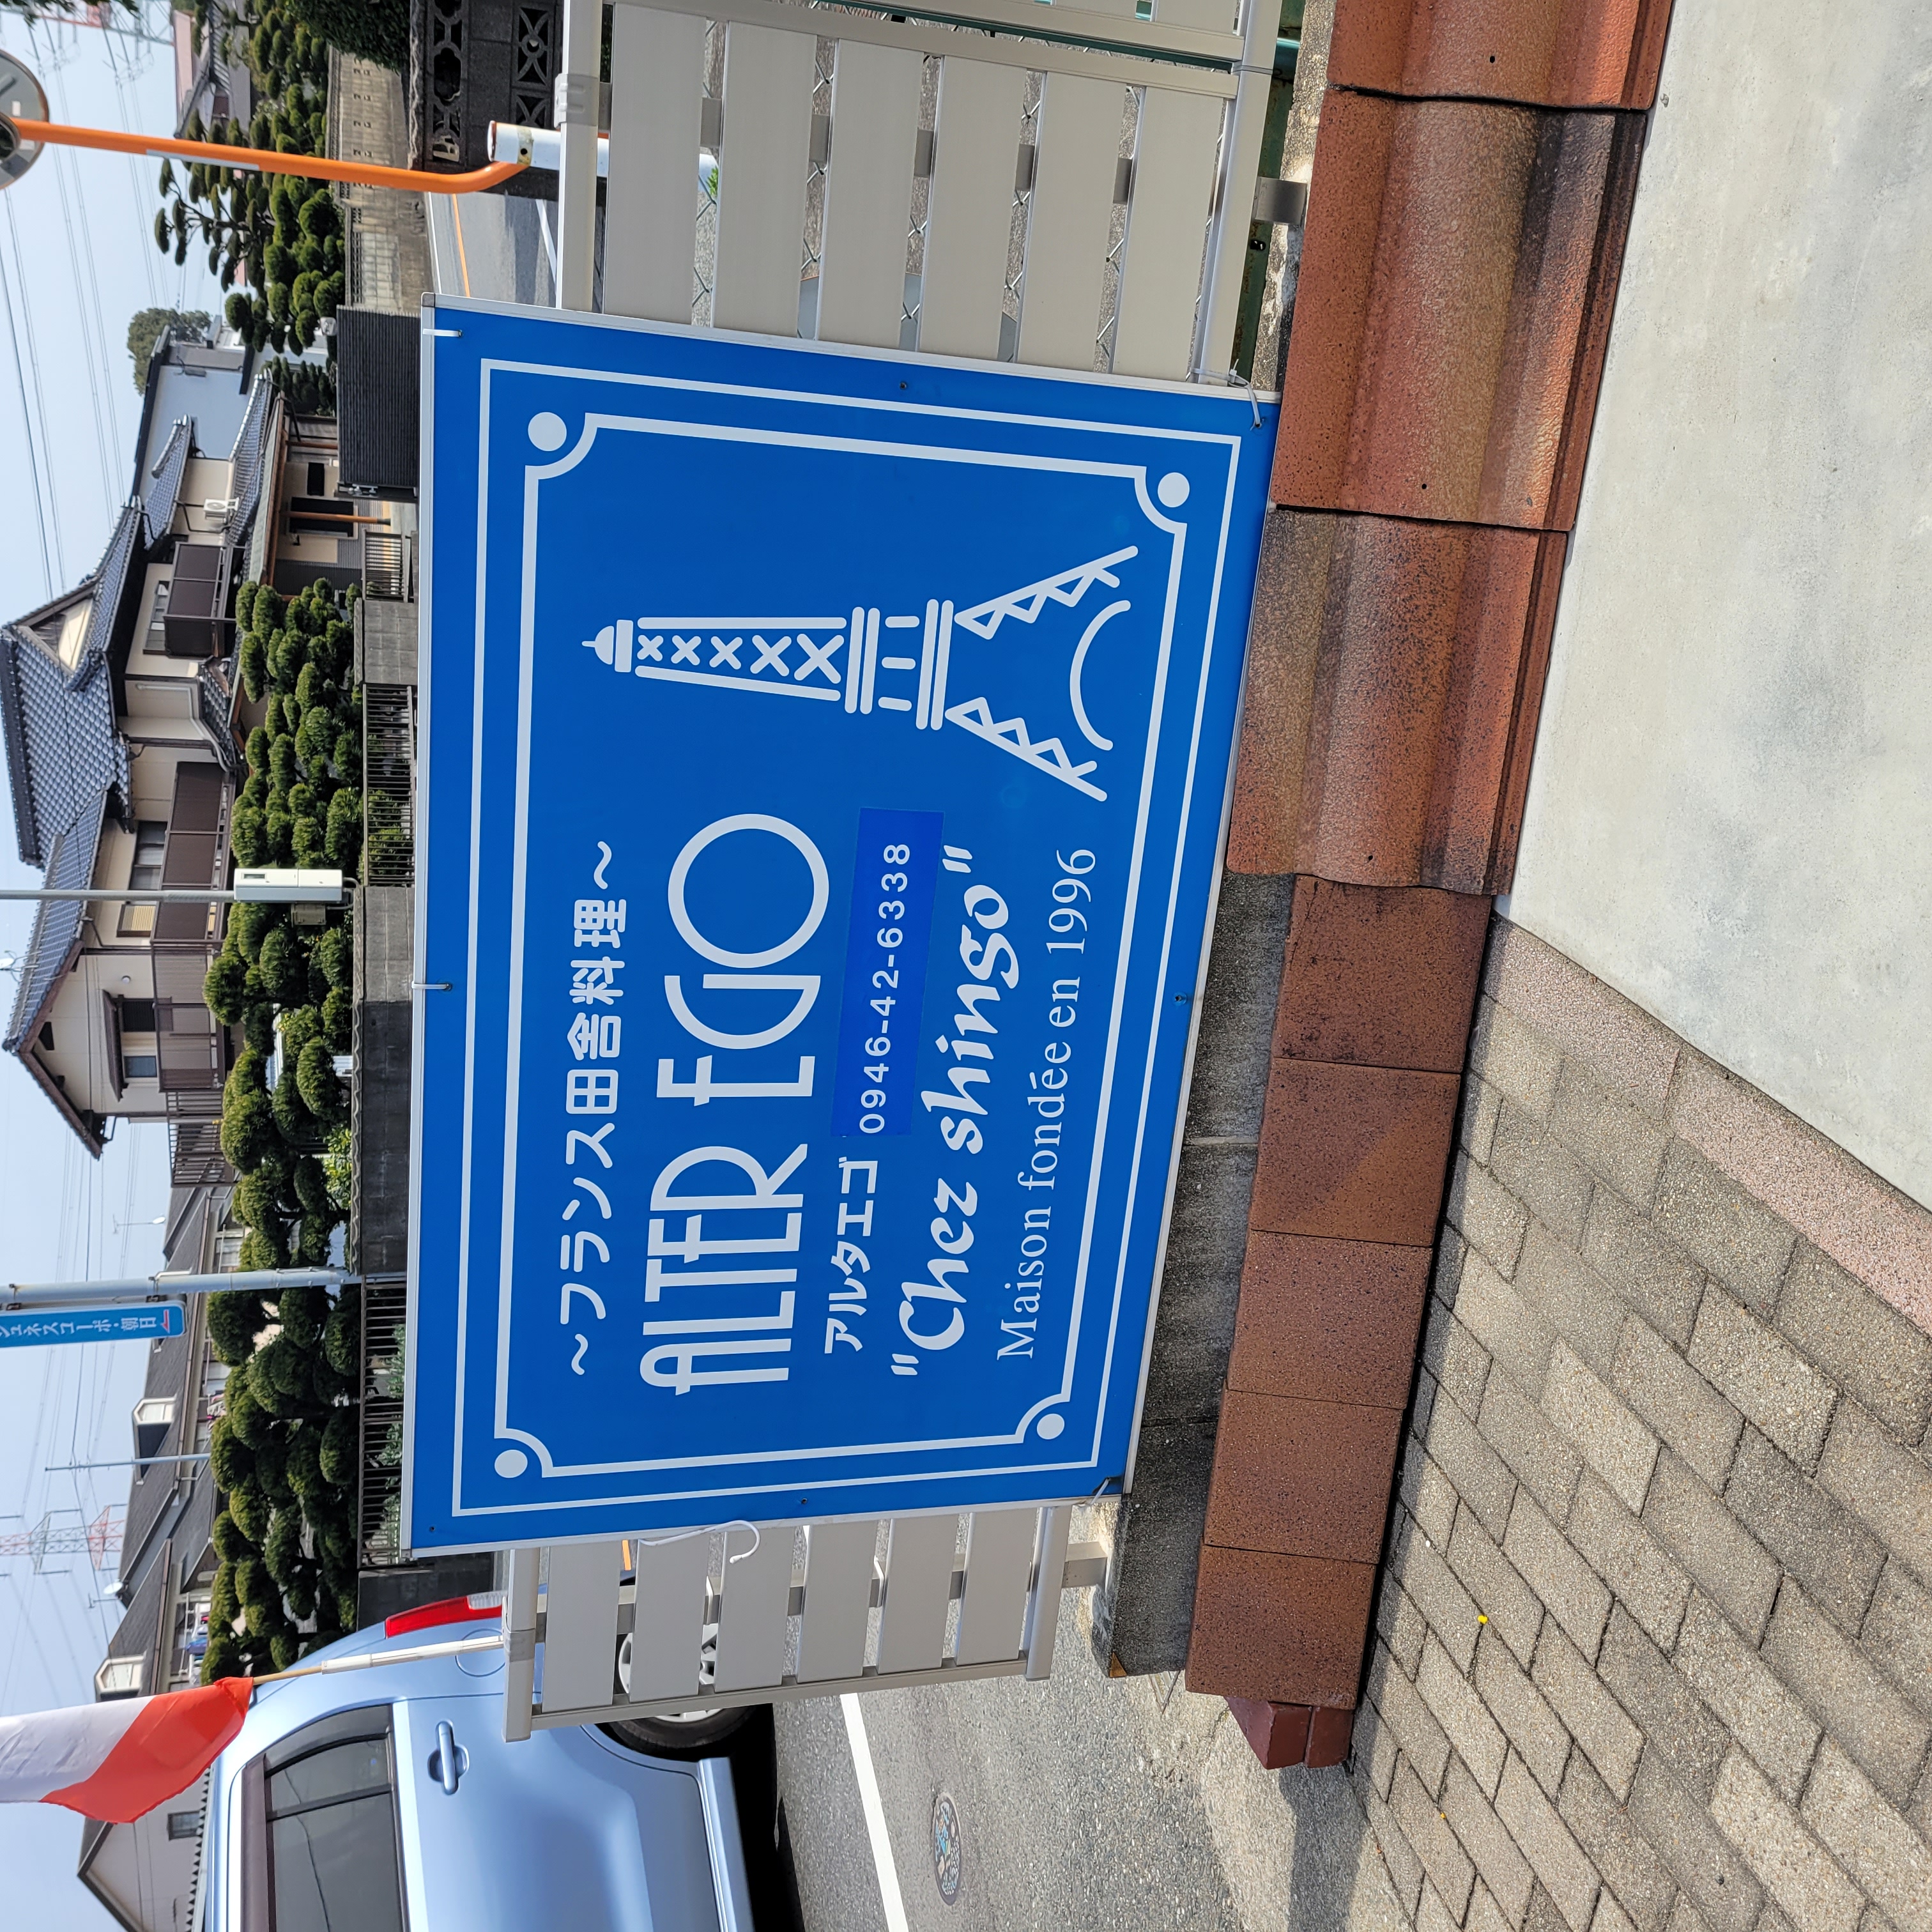 ～フランス田舎料理～
ALTER EGO
アルタエゴ 0946-42-6338
"Chez shingo"
Maison fondée en 1996